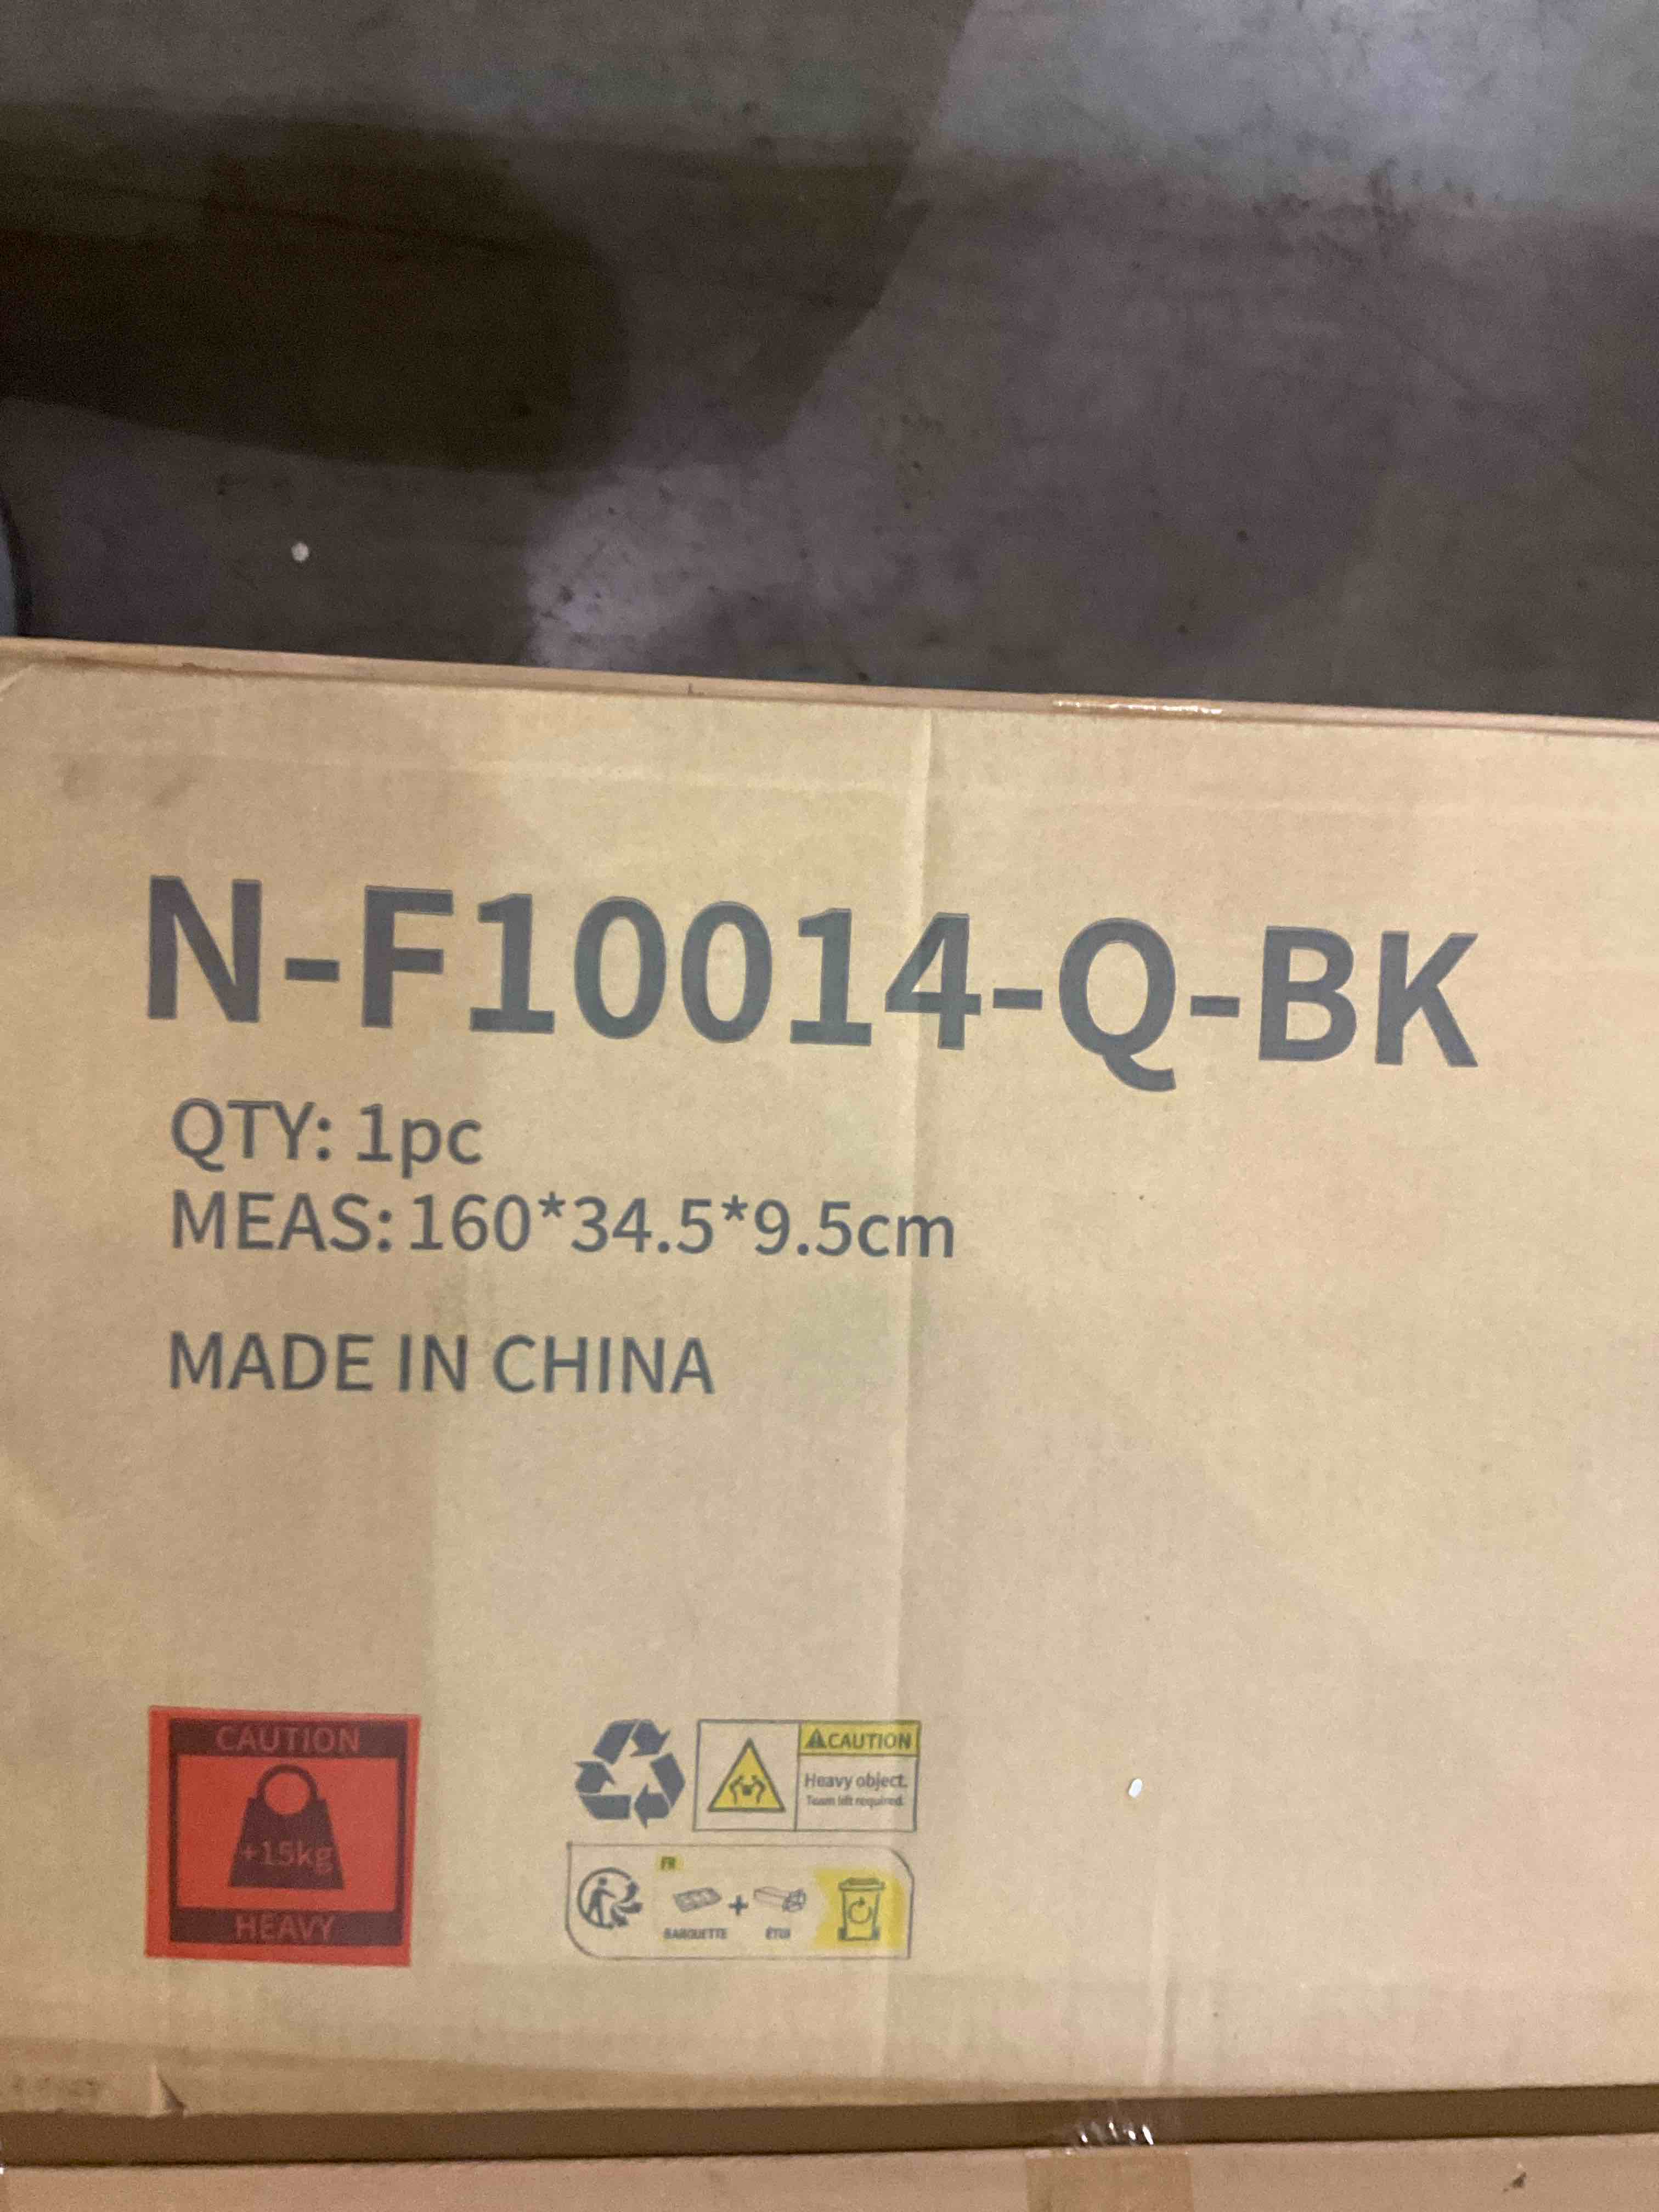 N-F10014-Q-BK
QTY: 1pc
MEAS: 160*34.5*9.5cm
MADE IN CHINA
CAUTION
+15kg
HEAVY
CAUTION
Heavy object.
Team lift required.
FR
+
BARQUETTE
ÉTUI